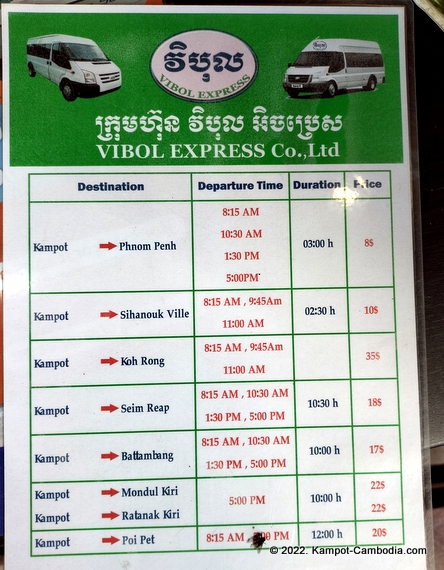 វិបុល
VIBOL EXPRESS
ក្រុមហ៊ុន វិបុល អិចប្រេស
VIBOL EXPRESS Co.,Ltd
Destination Departure Time Duration Price
8:15 AM
10:30 AM
Kampot Phnom Penh 03:00 h 8$
1:30 PM
5:00PM
8:15 AM , 9:45Am
Kampot Sihanouk Ville 02:30 h 10$
11:00 AM
8:15 AM , 9:45Am
Kampot Koh Rong 35$
11:00 AM
8:15 AM , 10:30 AM
Kampot Seim Reap 10:30 h 18$
1:30 PM , 5:00 PM
8:15 AM , 10:30 AM
Kampot Battambang 10:00 h 17$
1:30 PM , 5:00 PM
Kampot Mondul Kiri 22$
5:00 PM 10:00 h
Kampot Ratanak Kiri 22$
Kampot Poi Pet 8:15 AM PM 12:00 h 20$
© 2022. Kampot-Cambodia.com